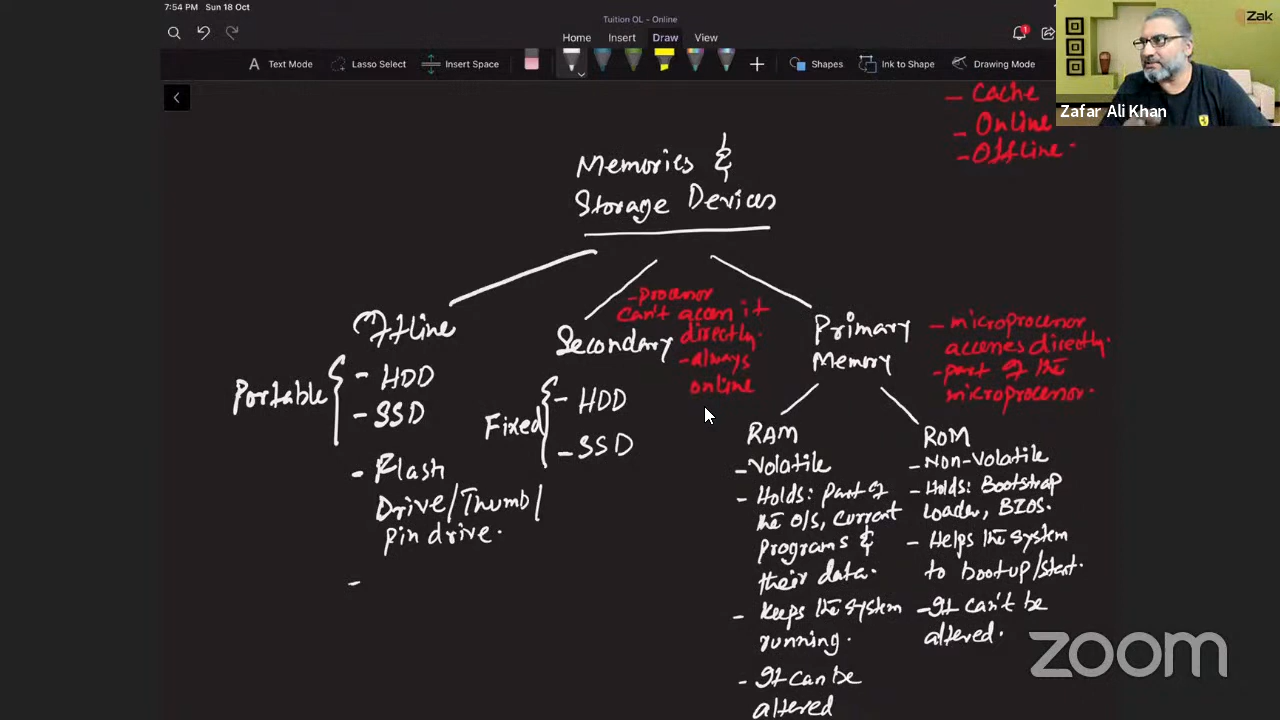 7:54 PM Sun 18 Oct
Tuition OL - Online
Home Insert Draw View
1
Text Mode Lasso Select Insert Space Shapes Ink to Shape Drawing Mode
Zak
Zafar Ali Khan
- Cache
- Online
- Offline.
Memories &
Storage Devices
Offline
Portable
- HDD
- SSD
- Flash
Drive/Thumb/
Pin drive.
-
Secondary
- processor
can't access it
directly.
- always
online
Fixed
- HDD
- SSD
Primary
Memory
- microprocessor
accesses directly.
- part of the
microprocessor.
RAM
- Volatile
- Holds: part of
the O/S, current
programs &
their data.
- Keeps the system
running.
- It can be
altered
ROM
- Non-Volatile
- Holds: Bootstrap
Loader, BIOS.
- Helps the system
to bootup/start.
- It can't be
altered.
zoom